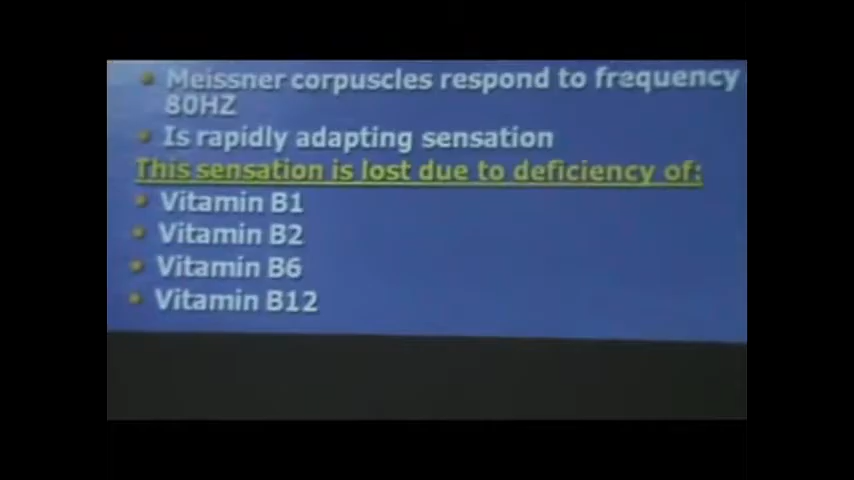 Meissner corpuscles respond to frequency
80HZ
Is rapidly adapting sensation
This sensation is lost due to deficiency of:
Vitamin B1
Vitamin B2
Vitamin B6
Vitamin B12